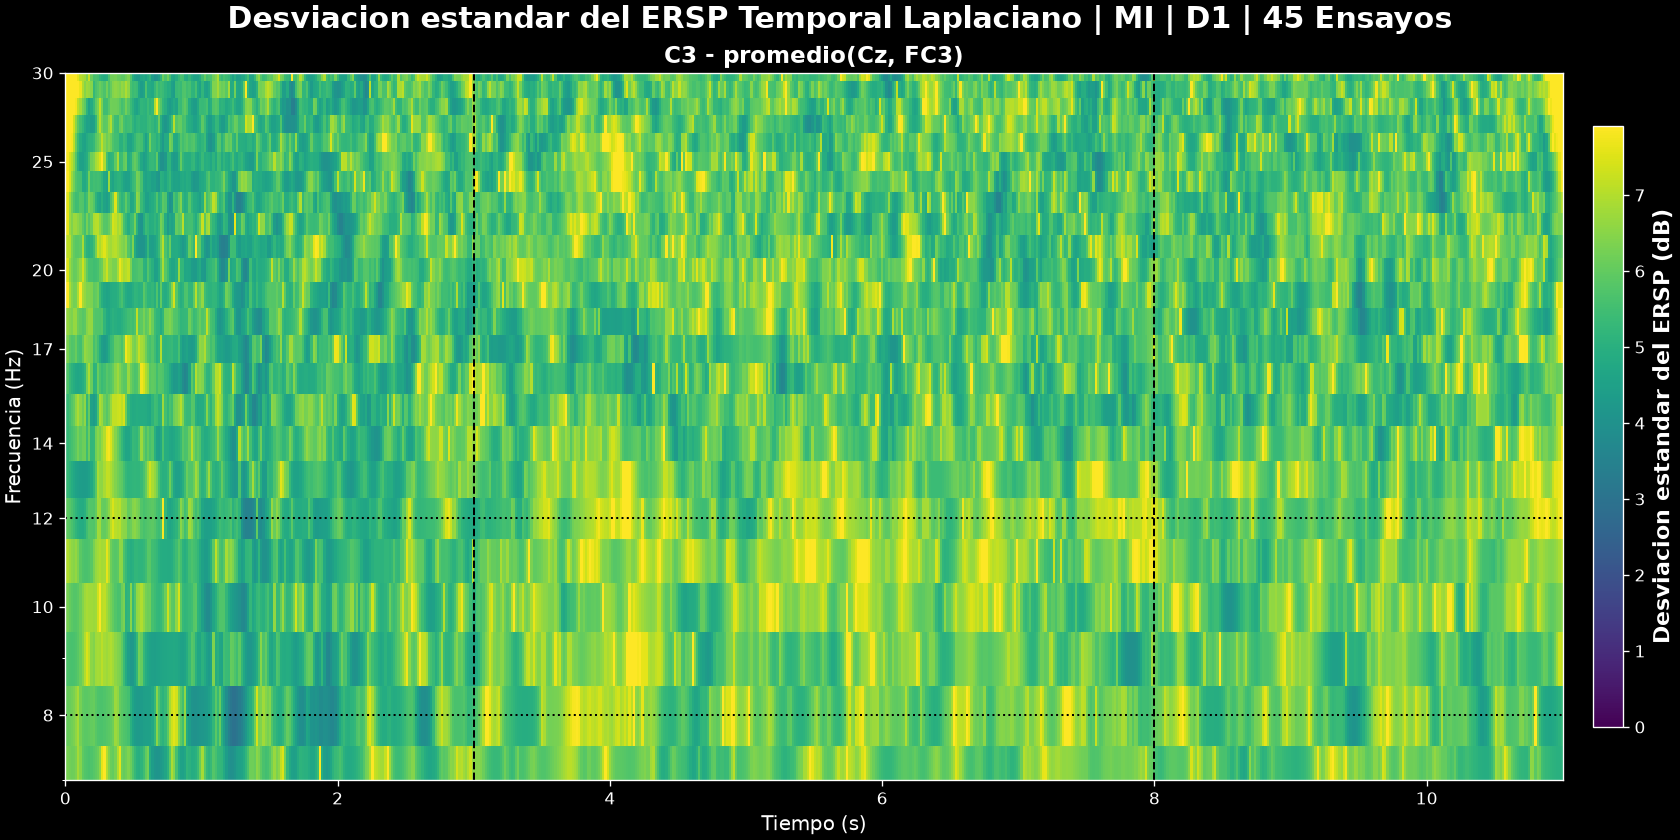 Desviacion estandar del ERSP Temporal Laplaciano | MI | D1 | 45 Ensayos
C3 - promedio(Cz, FC3)
Frecuencia (Hz)
30
25
20
17
14
12
10
8
0 2 4 6 8 10
Tiempo (s)
7
6
5
4
3
2
1
0
Desviacion estandar del ERSP (dB)